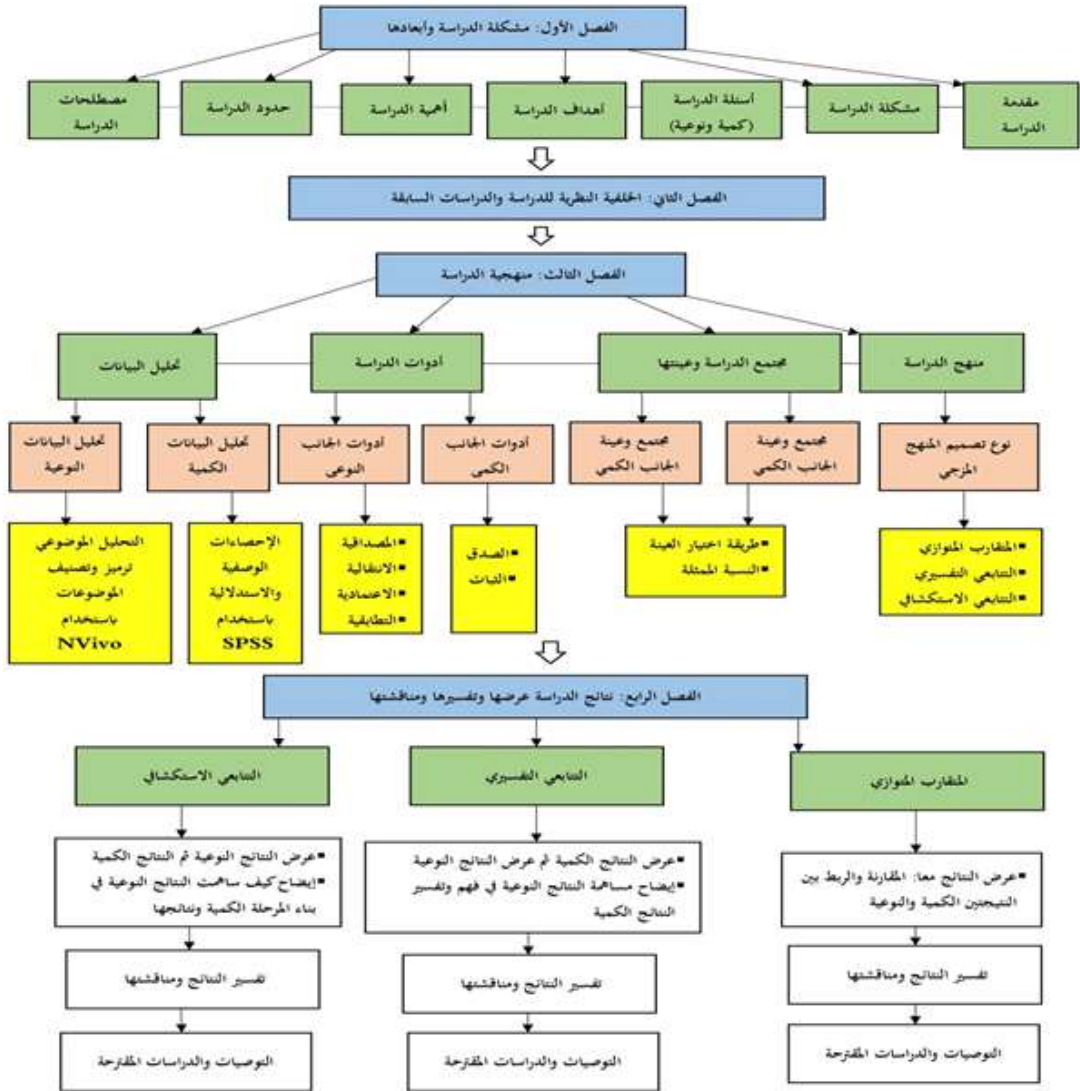 الفصل الأول: مشكلة الدراسة وأبعادها
مقدمة
الدراسة
مشكلة الدراسة
أسئلة الدراسة
(كمية ونوعية)
أهداف الدراسة
أهمية الدراسة
حدود الدراسة
مصطلحات
الدراسة
الفصل الثاني: الخلفية النظرية للدراسة والدراسات السابقة
الفصل الثالث: منهجية الدراسة
منهج الدراسة
مجتمع الدراسة وعينتها
أدوات الدراسة
تحليل البيانات
نوع تصميم المنهج
المزجي
مجتمع وعينة
الجانب الكمي
مجتمع وعينة
الجانب الكمي
أدوات الجانب
الكمي
أدوات الجانب
النوعي
تحليل البيانات
الكمية
تحليل البيانات
النوعية
▪المتقارب المتوازي
▪التتابعي التفسيري
▪التتابعي الاستكشافي
▪طريقة اختيار العينة
▪النسبة الممثلة
▪الصدق
▪الثبات
▪المصداقية
▪الانتقالية
▪الاعتمادية
▪التطابقية
الإحصاءات
الوصفية
والاستدلالية
باستخدام
SPSS
التحليل الموضوعي
ترميز وتصنيف
الموضوعات
باستخدام
NVivo
الفصل الرابع: نتائج الدراسة عرضها وتفسيرها ومناقشتها
المتقارب المتوازي
التتابعي التفسيري
التتابعي الاستكشافي
▪عرض النتائج معا: المقارنة والربط بين
النتيجتين الكمية والنوعية
▪عرض النتائج الكمية ثم عرض النتائج النوعية
▪إيضاح مساهمة النتائج النوعية في فهم وتفسير
النتائج الكمية
▪عرض النتائج النوعية ثم النتائج الكمية
▪إيضاح كيف ساهمت النتائج النوعية في
بناء المرحلة الكمية ونتائجها
تفسير النتائج ومناقشتها
تفسير النتائج ومناقشتها
تفسير النتائج ومناقشتها
التوصيات والدراسات المقترحة
التوصيات والدراسات المقترحة
التوصيات والدراسات المقترحة